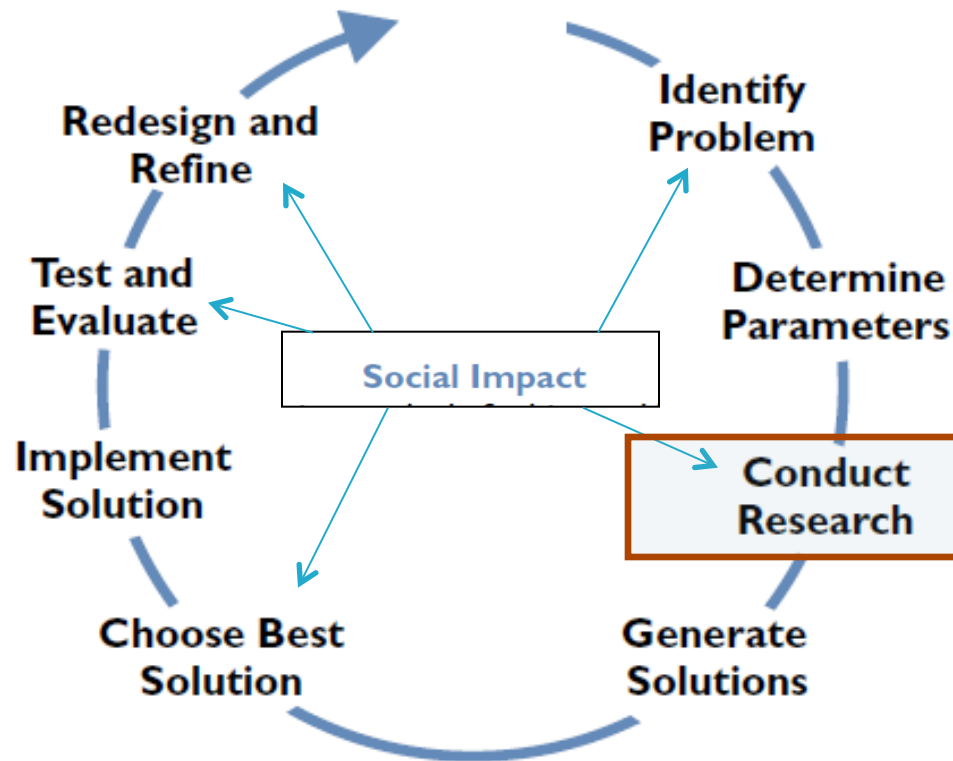 Identify
Problem
Determine
Parameters
Conduct
Research
Generate
Solutions
Choose Best
Solution
Implement
Solution
Test and
Evaluate
Redesign and
Refine
Social Impact